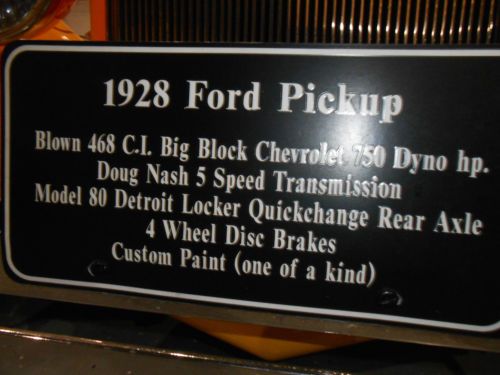 1928 Ford Pickup
Blown 468 C.I. Big Block Chevrolet 750 Dyno hp.
Doug Nash 5 Speed Transmission
Model 80 Detroit Locker Quickchange Rear Axle
4 Wheel Disc Brakes
Custom Paint (one of a kind)